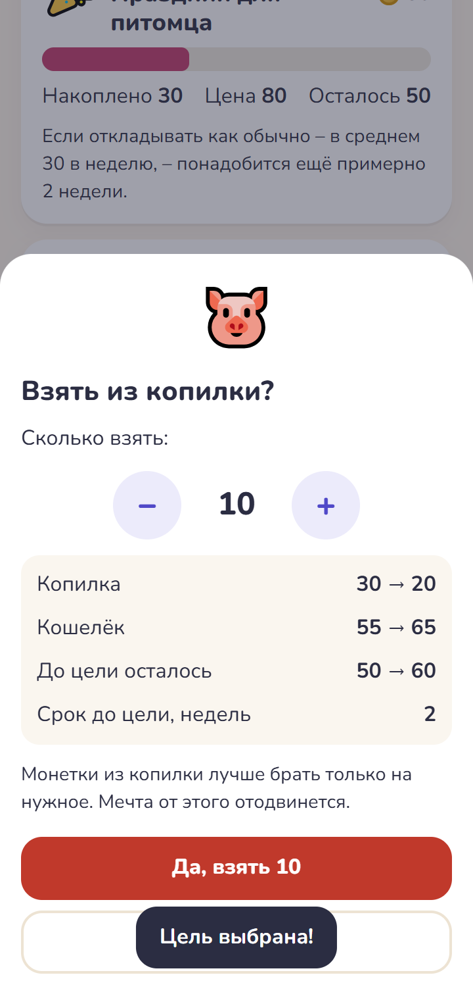 Праздник для
питомца
Накоплено 30 Цена 80 Осталось 50
Если откладывать как обычно – в среднем
30 в неделю, – понадобится ещё примерно
2 недели.
Взять из копилки?
Сколько взять:
– 10 +
Копилка 30 → 20
Кошелёк 55 → 65
До цели осталось 50 → 60
Срок до цели, недель 2
Монетки из копилки лучше брать только на
нужное. Мечта от этого отодвинется.
Да, взять 10
Цель выбрана!